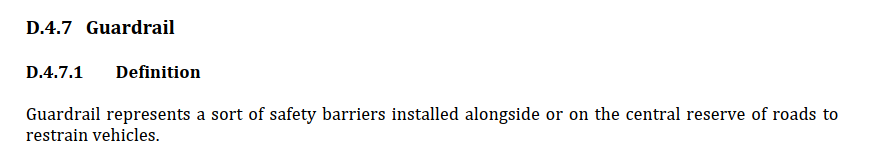 D.4.7 Guardrail
D.4.7.1 Definition
Guardrail represents a sort of safety barriers installed alongside or on the central reserve of roads to
restrain vehicles.